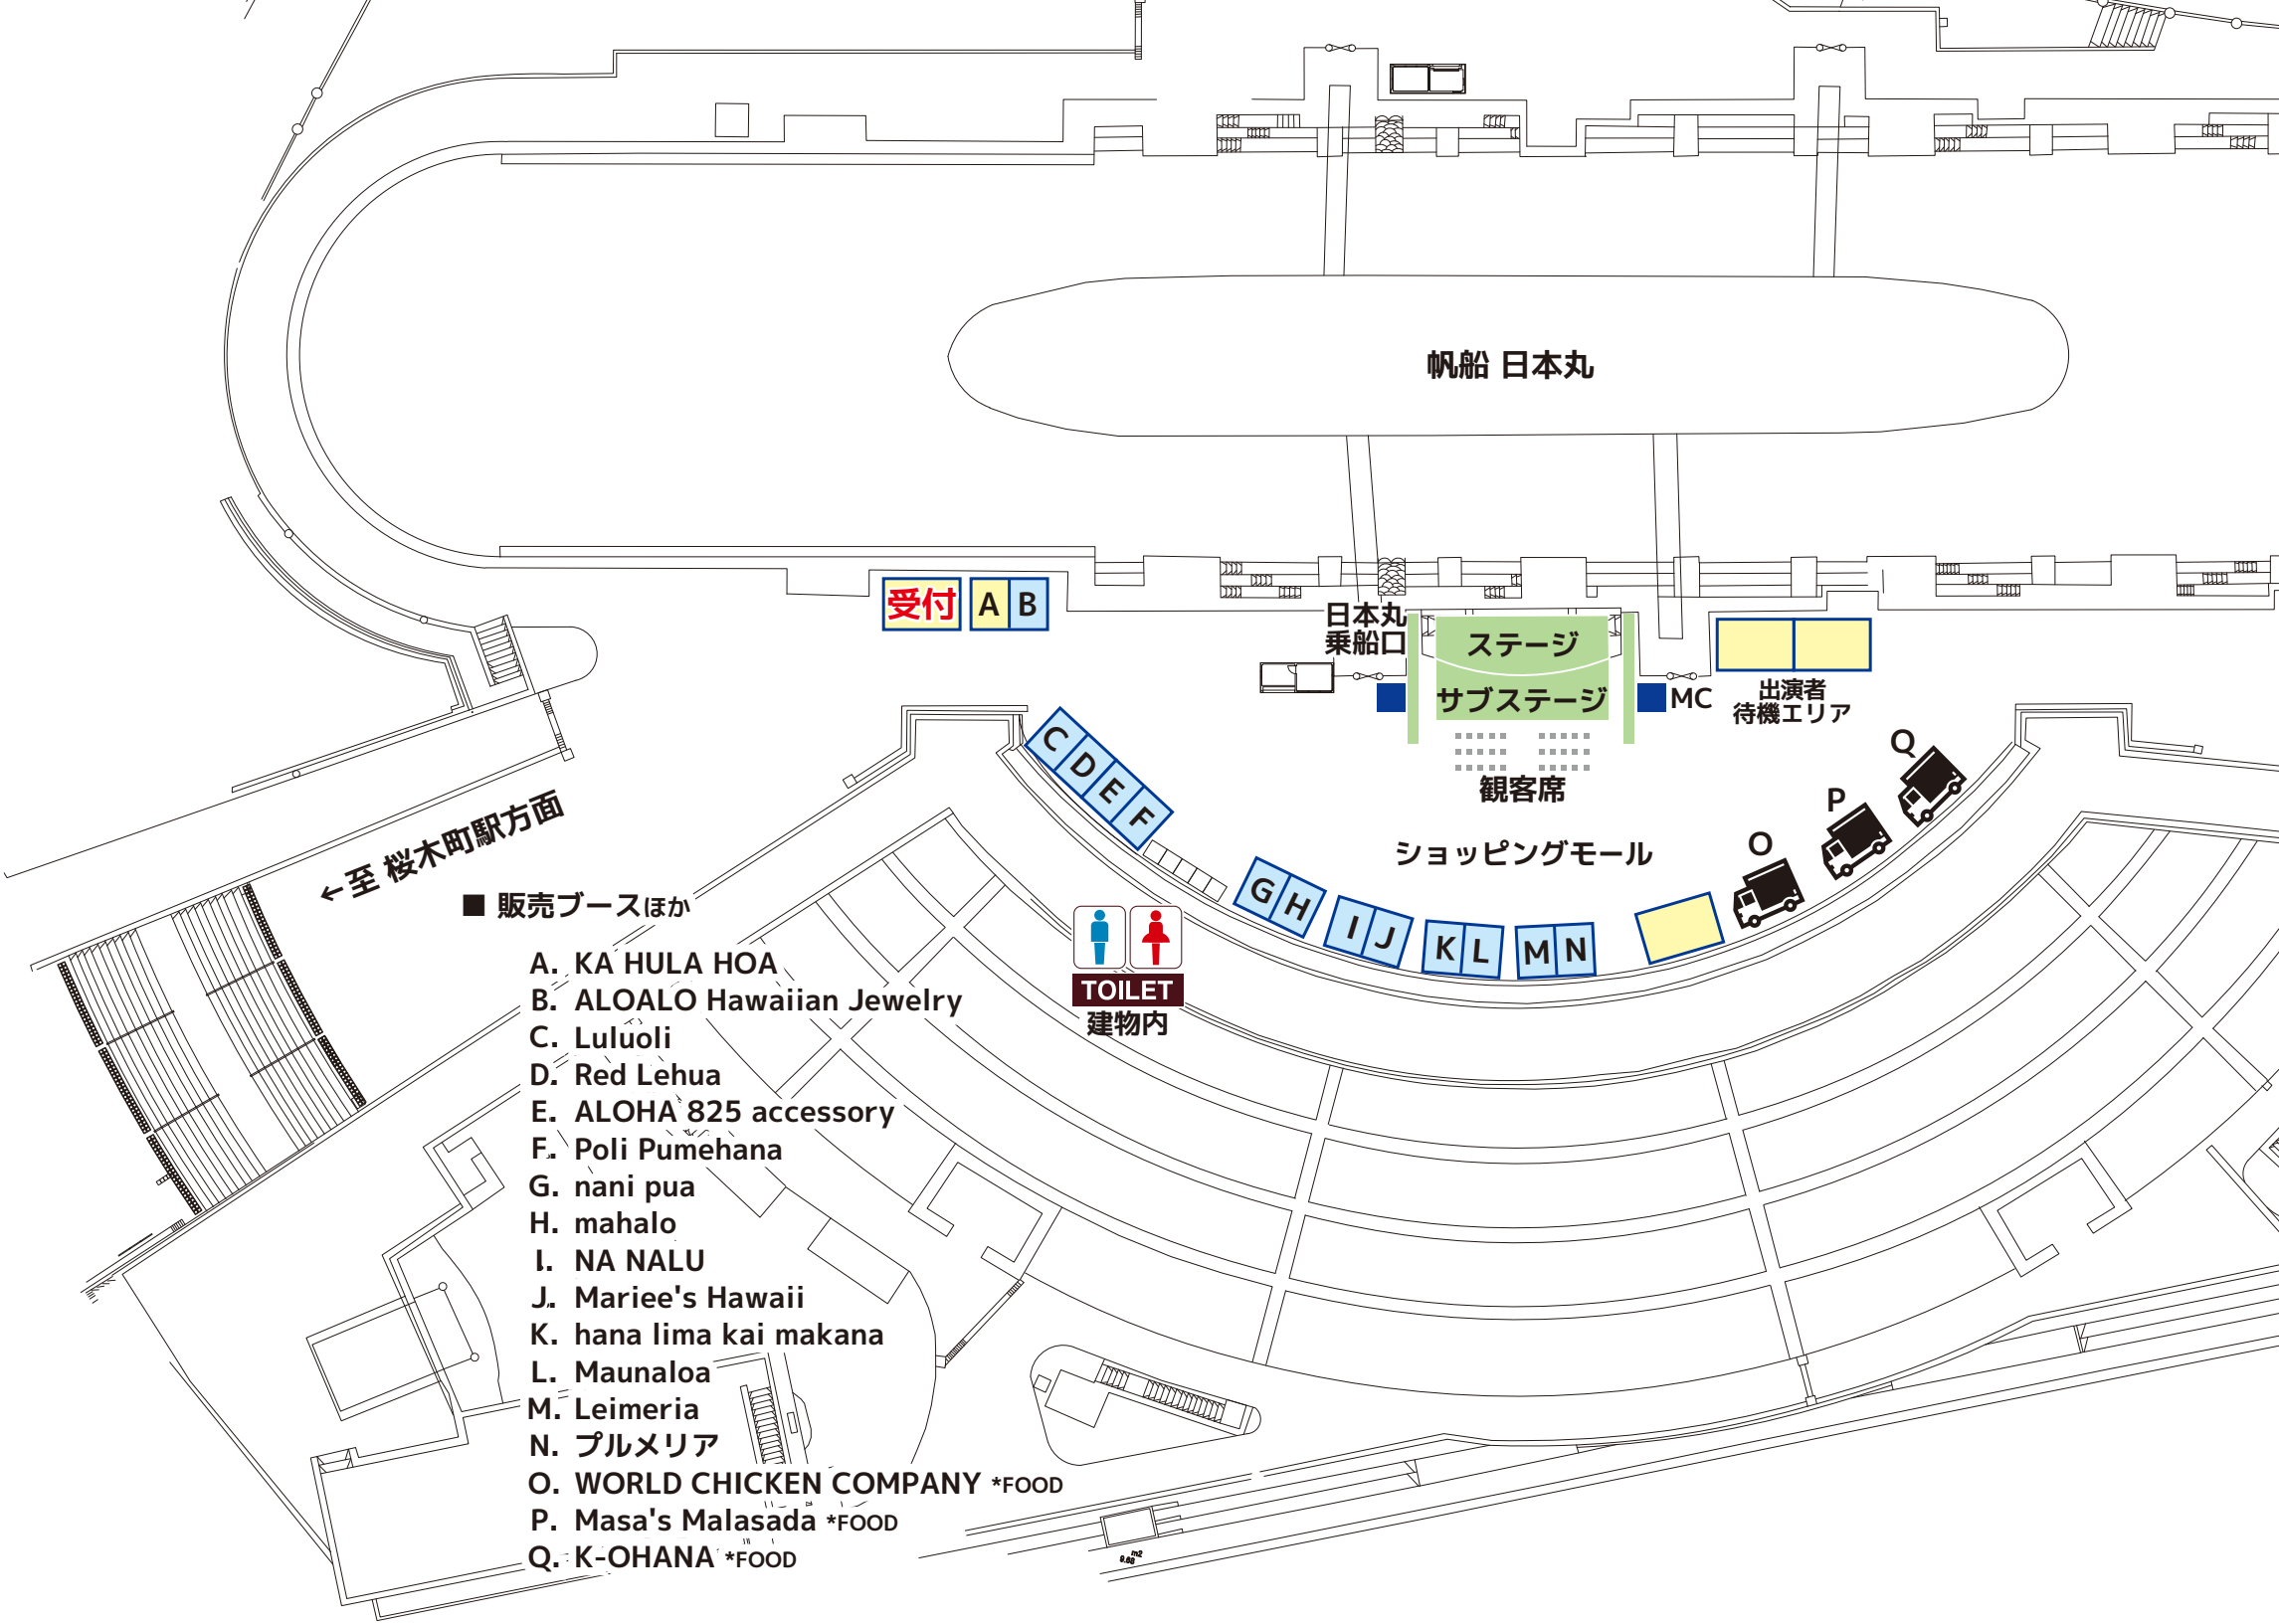 帆船 日本丸
受付
A B
日本丸
乗船口
ステージ
サブステージ
MC
出演者
待機エリア
観客席
ショッピングモール
C D E F
G H
I J
K L
M N
O
P
Q
TOILET
建物内
←至 桜木町駅方面
■ 販売ブースほか
A. KA HULA HOA
B. ALOALO Hawaiian Jewelry
C. Luluoli
D. Red Lehua
E. ALOHA 825 accessory
F. Poli Pumehana
G. nani pua
H. mahalo
I. NA NALU
J. Mariee's Hawaii
K. hana lima kai makana
L. Maunaloa
M. Leimeria
N. プルメリア
O. WORLD CHICKEN COMPANY *FOOD
P. Masa's Malasada *FOOD
Q. K-OHANA *FOOD
m2
9.68